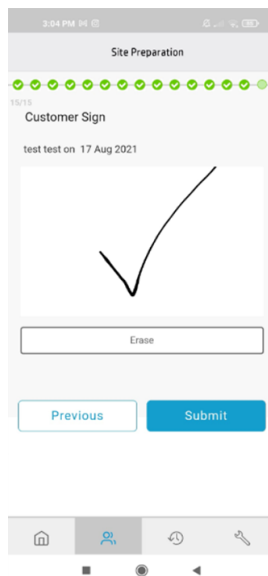 3:04 PM
Site Preparation
15/15
Customer Sign
test test on 17 Aug 2021
Erase
Previous
Submit